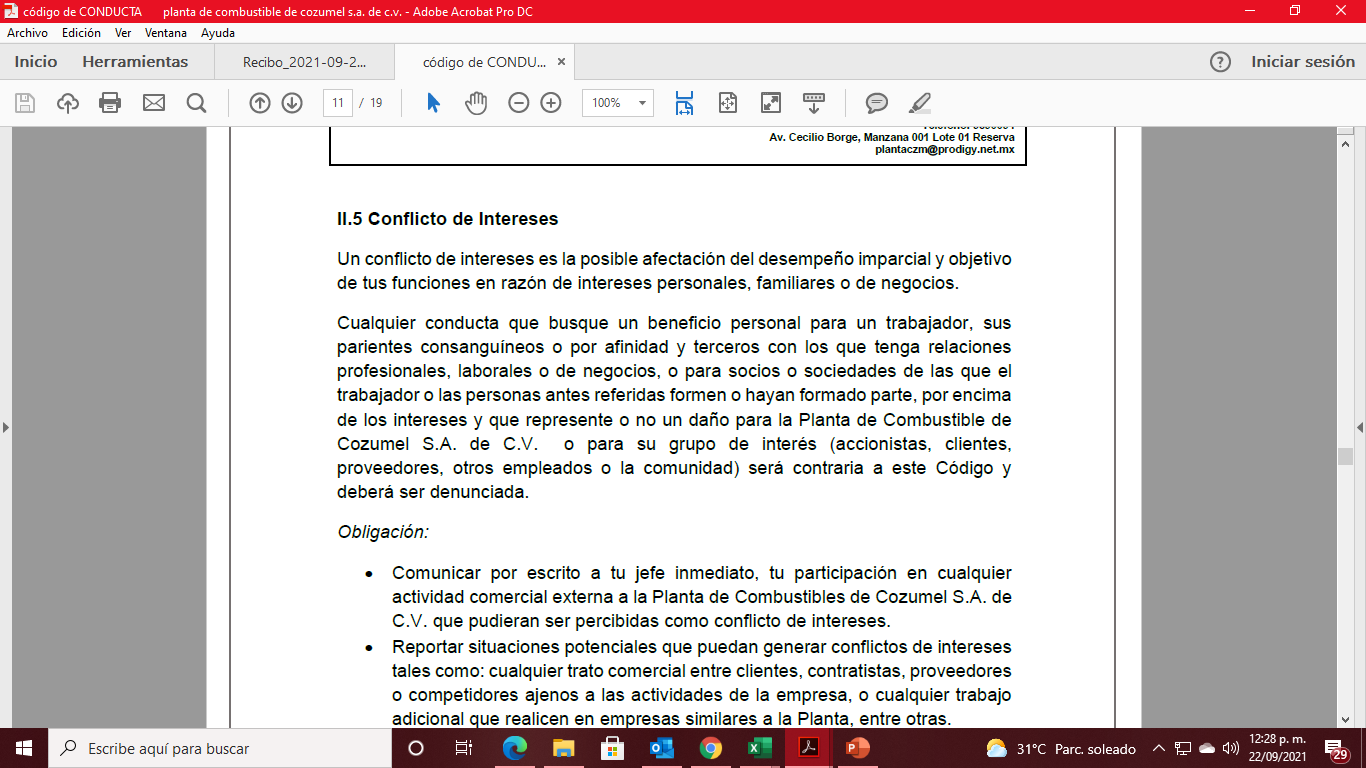 código de CONDUCTA planta de combustible de cozumel s.a. de c.v. - Adobe Acrobat Pro DC
Archivo Edición Ver Ventana Ayuda
Inicio Herramientas Recibo_2021-09-2... código de CONDU... × ? Iniciar sesión
11 / 19 100%
Av. Cecilio Borge, Manzana 001 Lote 01 Reserva
plantaczm@prodigy.net.mx
II.5 Conflicto de Intereses
Un conflicto de intereses es la posible afectación del desempeño imparcial y objetivo
de tus funciones en razón de intereses personales, familiares o de negocios.
Cualquier conducta que busque un beneficio personal para un trabajador, sus
parientes consanguíneos o por afinidad y terceros con los que tenga relaciones
profesionales, laborales o de negocios, o para socios o sociedades de las que el
trabajador o las personas antes referidas formen o hayan formado parte, por encima
de los intereses y que represente o no un daño para la Planta de Combustible de
Cozumel S.A. de C.V. o para su grupo de interés (accionistas, clientes,
proveedores, otros empleados o la comunidad) será contraria a este Código y
deberá ser denunciada.
Obligación:
• Comunicar por escrito a tu jefe inmediato, tu participación en cualquier
actividad comercial externa a la Planta de Combustibles de Cozumel S.A. de
C.V. que pudieran ser percibidas como conflicto de intereses.
• Reportar situaciones potenciales que puedan generar conflictos de intereses
tales como: cualquier trato comercial entre clientes, contratistas, proveedores
o competidores ajenos a las actividades de la empresa, o cualquier trabajo
adicional que realicen en empresas similares a la Planta, entre otras.
Escribe aquí para buscar
31°C Parc. soleado
12:28 p. m.
22/09/2021
29